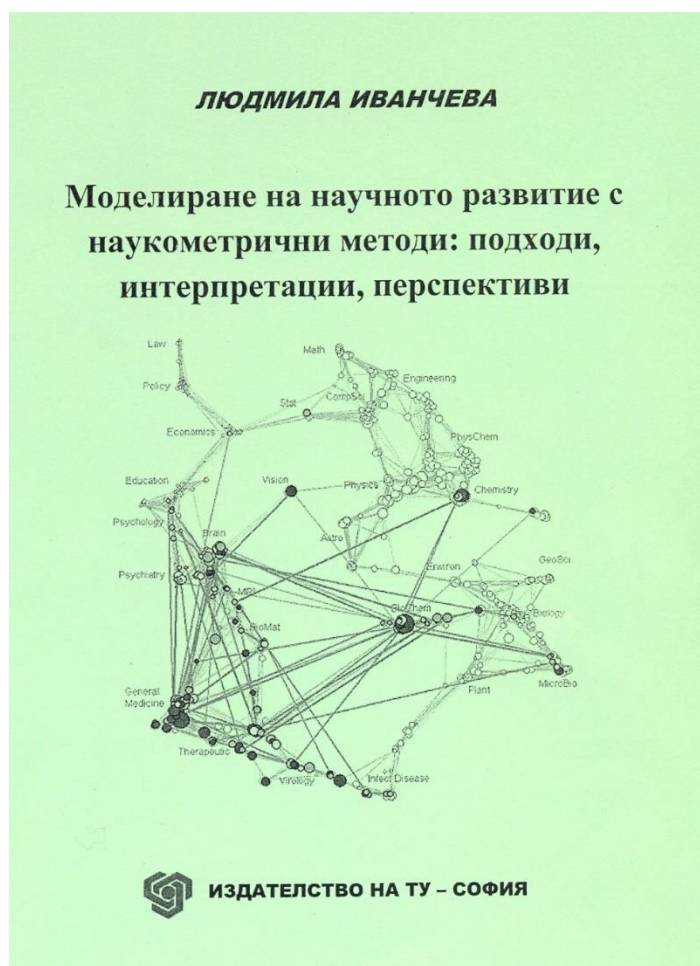 ЛЮДМИЛА ИВАНЧЕВА
Моделиране на научното развитие с
наукометрични методи: подходи,
интерпретации, перспективи
Law
Math
Policy
Engineering
Stat
CompSci
Economics
PhysChem
Education
Vision
Physics
Chemistry
Psychology
Brain
Astro
Psychiatry
Environ
GeoSci
MRI
BioChem
Biology
BioMat
General
Medicine
Plant
MicroBio
Therapeutic
Virology
Infect Disease
ИЗДАТЕЛСТВО НА ТУ – СОФИЯ